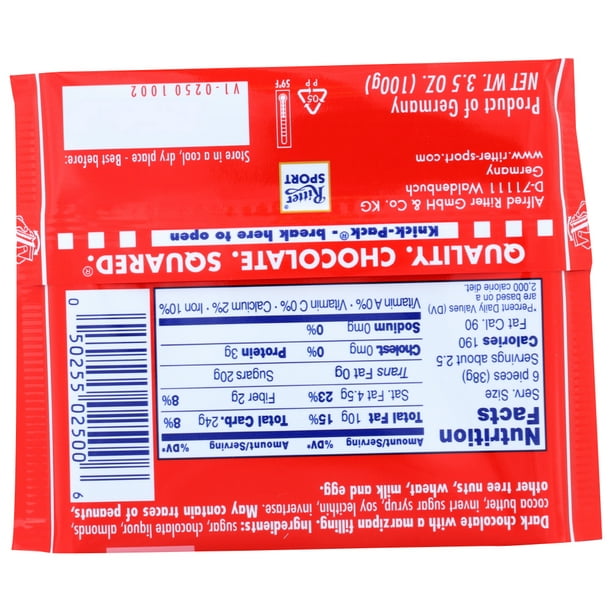 Dark chocolate with a marzipan filling. Ingredients: sugar, chocolate liquor, almonds,
cocoa butter, invert sugar syrup, soy lecithin, invertase. May contain traces of peanuts,
other tree nuts, wheat, milk and egg.
Nutrition
Facts
Serv. Size
6 pieces (38g)
Servings about 2.5
Calories 190
Fat Cal. 90
*Percent Daily Values (DV)
are based on a
2,000 calorie diet.
Amount/Serving %DV* Amount/Serving %DV*
Total Fat 10g 15% Total Carb. 24g 8%
Sat. Fat 4.5g 23% Fiber 2g 8%
Trans Fat 0g Sugars 20g
Cholest. 0mg 0% Protein 3g
Sodium 0mg 0%
Vitamin A 0% · Vitamin C 0% · Calcium 2% · Iron 10%
0 50255 02500 6
QUALITY. CHOCOLATE. SQUARED.®
Knick-Pack® - break here to open
Alfred Ritter GmbH & Co. KG
D-71111 Waldenbuch
Germany
www.ritter-sport.com
Ritter
SPORT
®
Store in a cool, dry place - Best before:
Product of Germany
NET WT. 3.5 OZ. (100g)
05
PP
59°F
V1-0250 1002